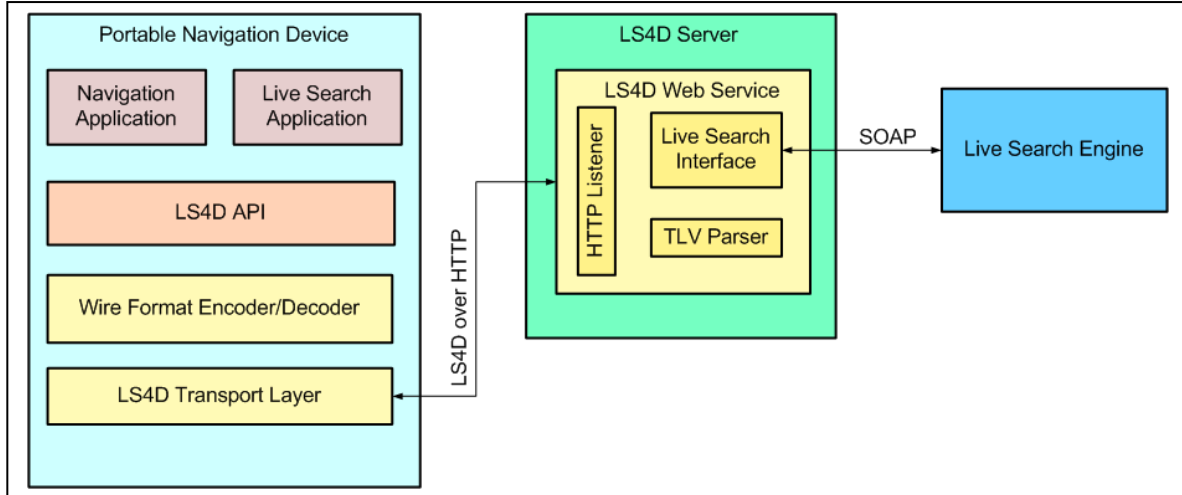 Portable Navigation Device
Navigation
Application
Live Search
Application
LS4D API
Wire Format Encoder/Decoder
LS4D Transport Layer
LS4D over HTTP
LS4D Server
LS4D Web Service
HTTP Listener
Live Search
Interface
TLV Parser
SOAP
Live Search Engine